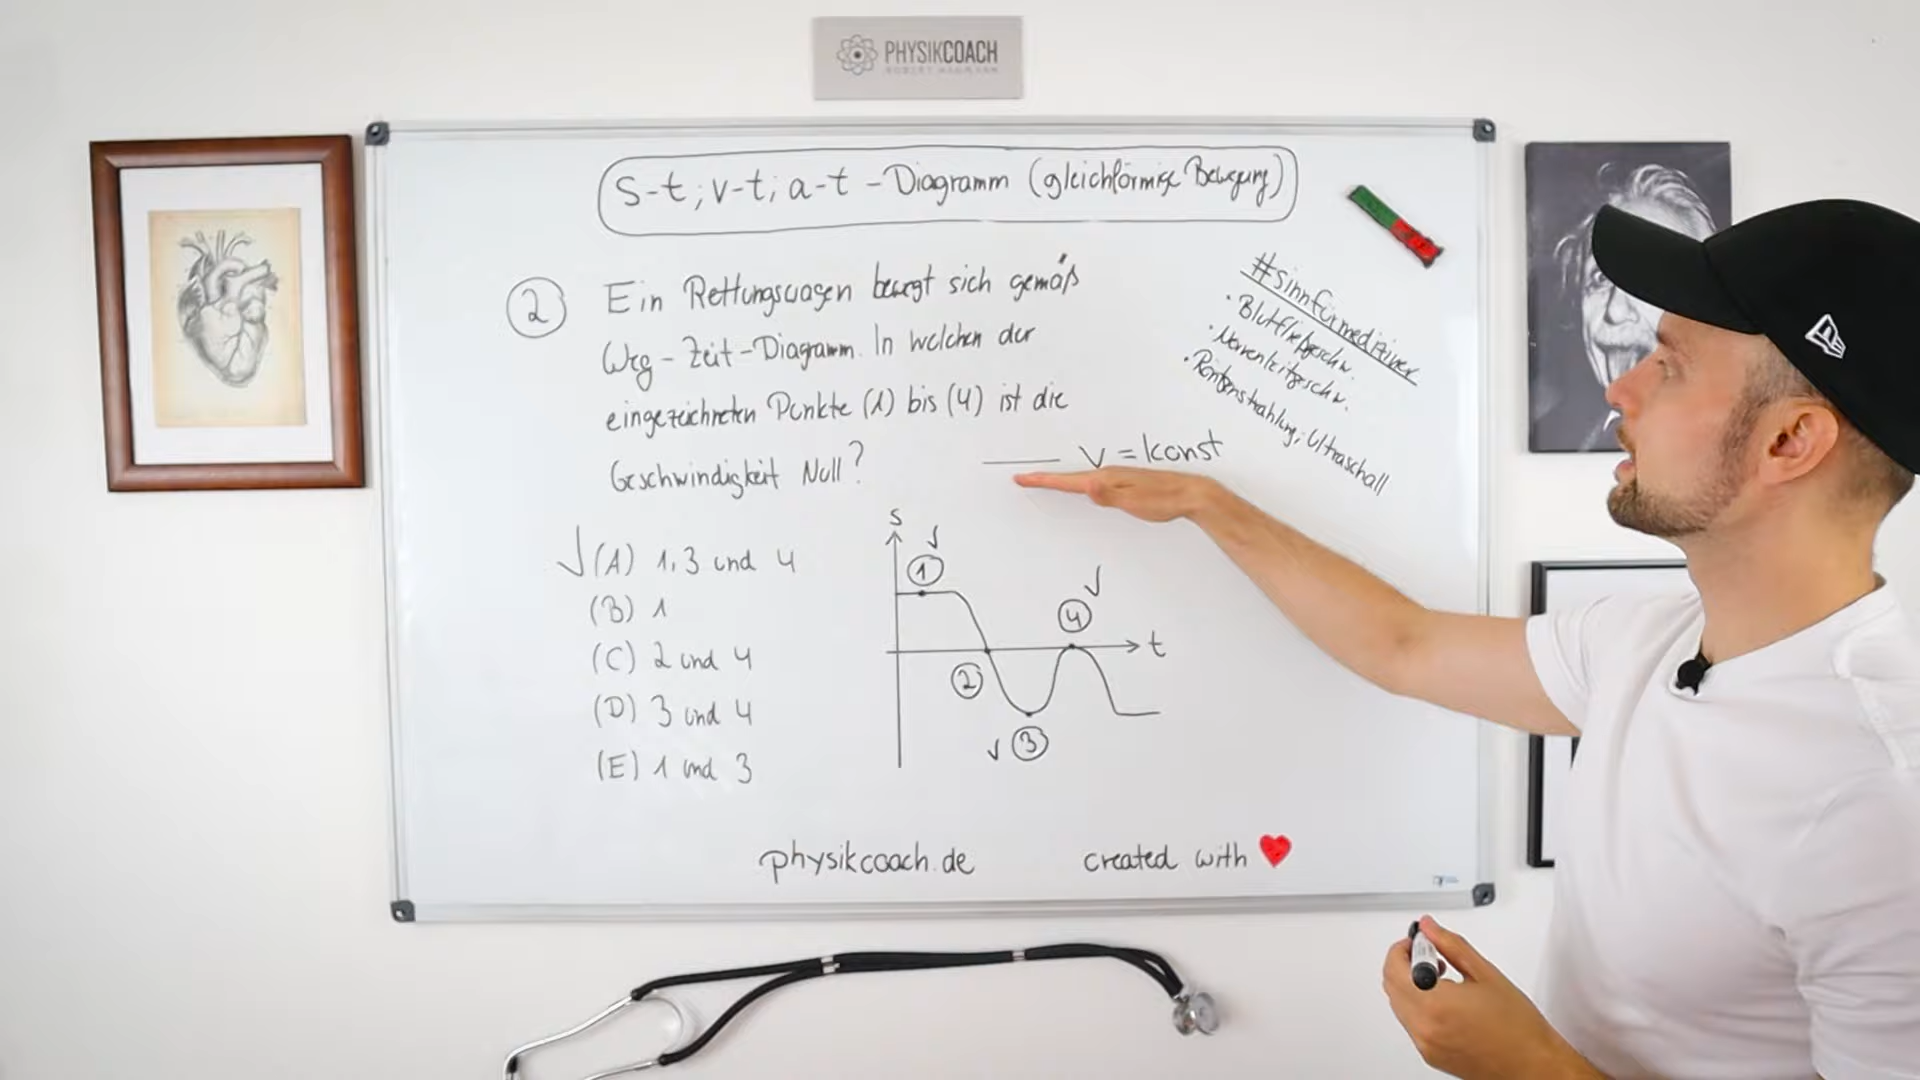 PHYSIKCOACH
s-t; v-t; a-t - Diagramm (gleichförmige Bewegung)
#sinnfürmediziner
• Blutfließgeschw.
• Nervenleitgeschw.
• Röntgenstrahlung, Ultraschall
2 Ein Rettungswagen bewegt sich gemäß
Weg-Zeit-Diagramm. In welchen der
eingezeichneten Punkte (1) bis (4) ist die
Geschwindigkeit Null?
v = konst
✓ (A) 1, 3 und 4
(B) 1
(C) 2 und 4
(D) 3 und 4
(E) 1 und 3
s
✓
1
✓
4
t
2
✓ 3
physikcoach.de created with ❤